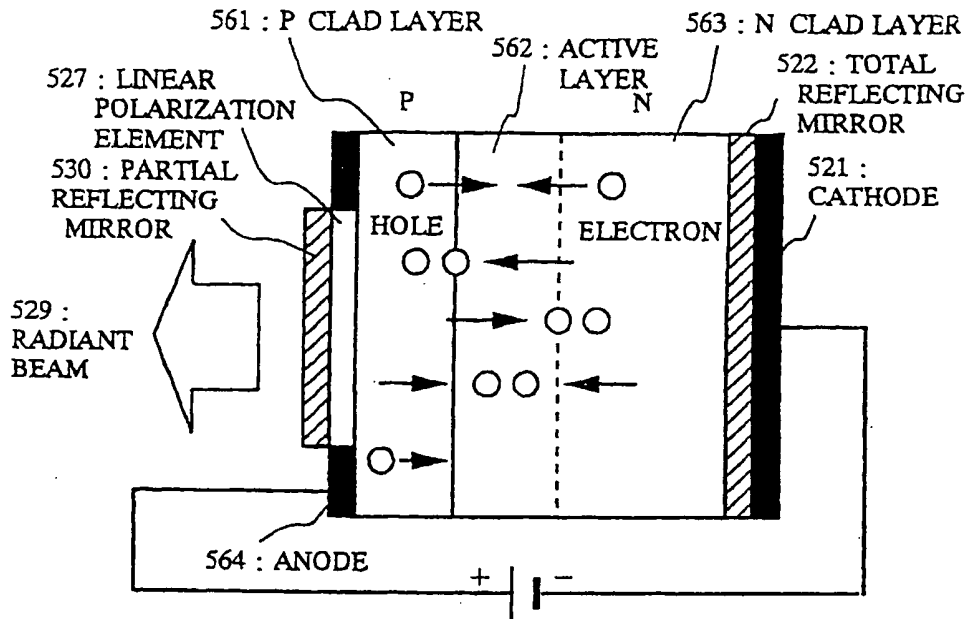 561 : P CLAD LAYER
563 : N CLAD LAYER
562 : ACTIVE
LAYER
527 : LINEAR
POLARIZATION
ELEMENT
P
N
522 : TOTAL
REFLECTING
MIRROR
530 : PARTIAL
REFLECTING
MIRROR
521 :
CATHODE
HOLE
ELECTRON
529 :
RADIANT
BEAM
564 : ANODE
+
−